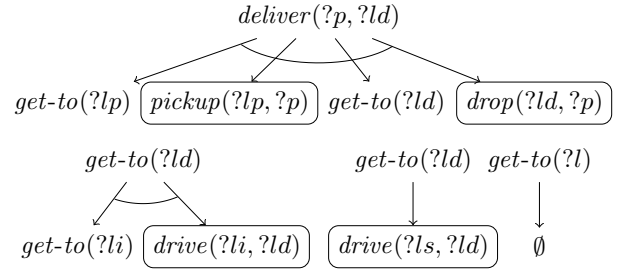 deliver(?p, ?ld)
get-to(?lp) pickup(?lp, ?p) get-to(?ld) drop(?ld, ?p)
get-to(?ld) get-to(?ld) get-to(?l)
get-to(?li) drive(?li, ?ld) drive(?ls, ?ld) ∅